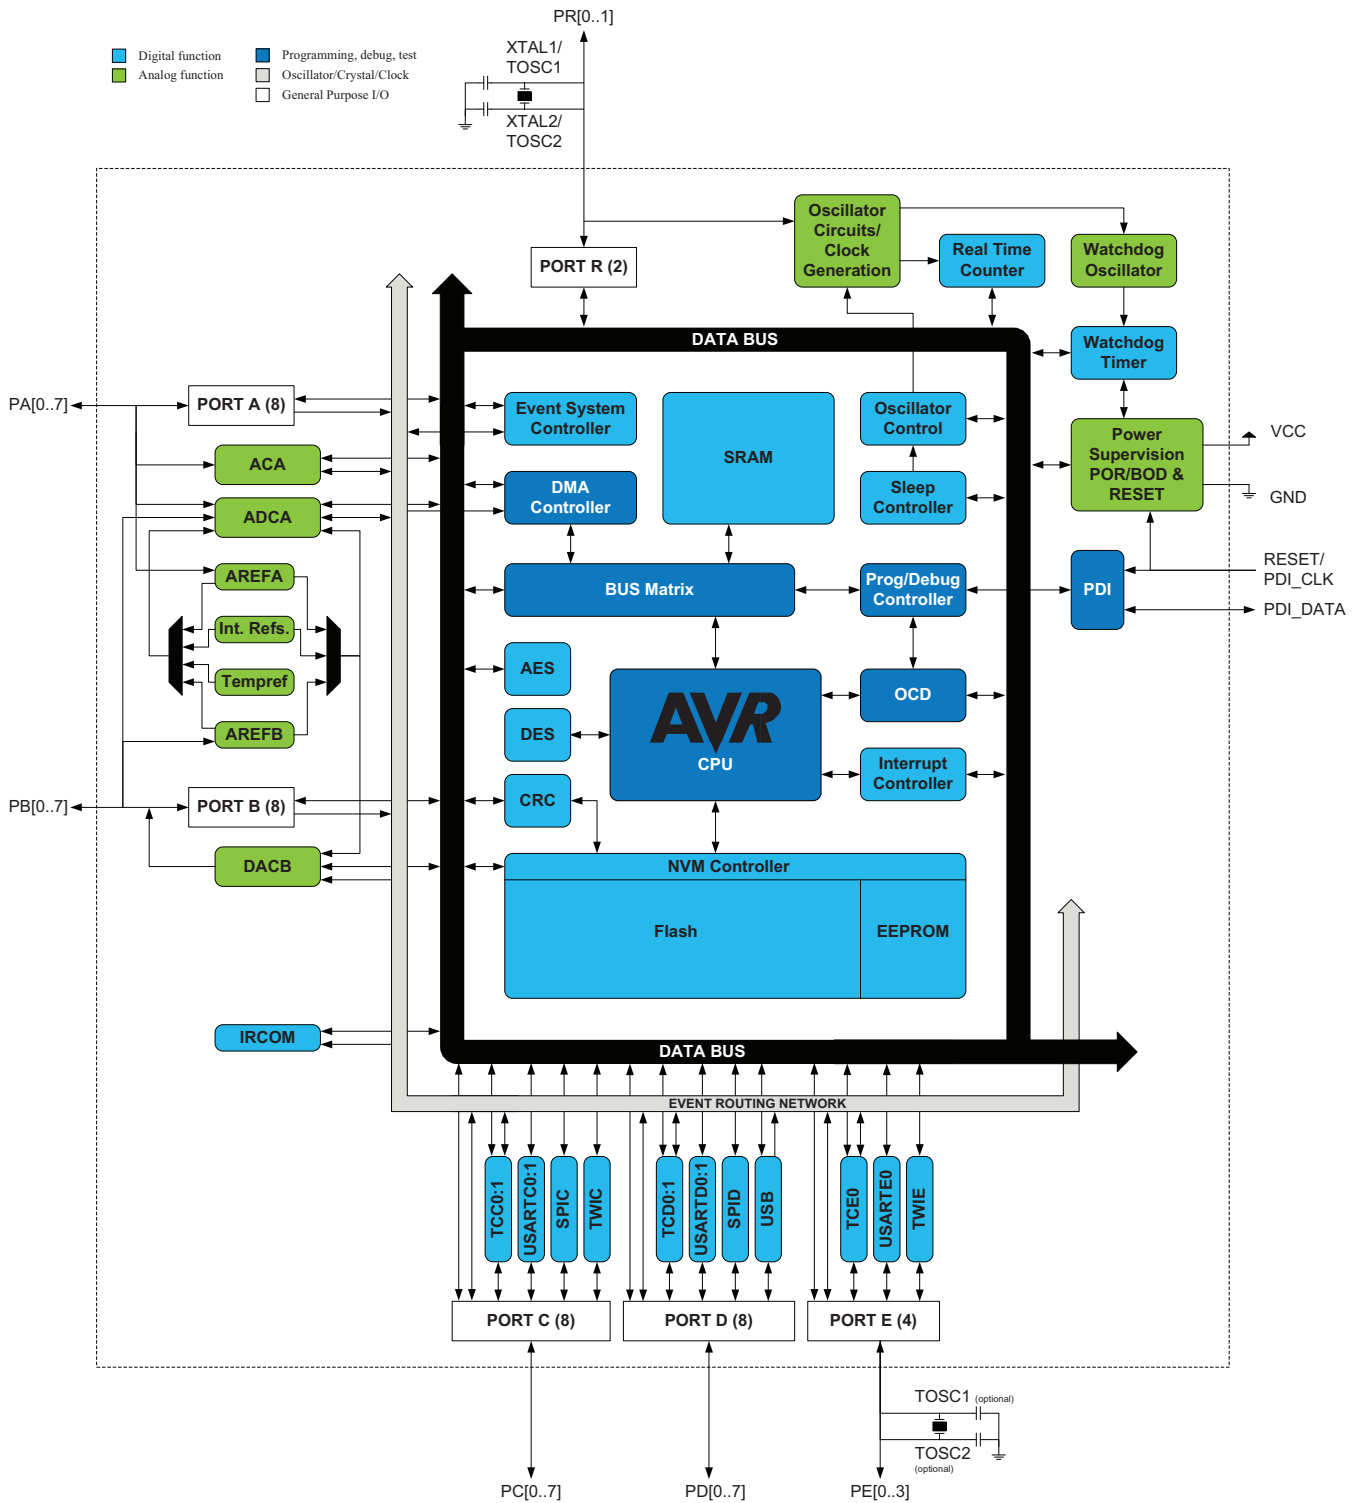 PR[0..1]
XTAL1/
TOSC1
XTAL2/
TOSC2
Digital function
Analog function
Programming, debug, test
Oscillator/Crystal/Clock
General Purpose I/O
Oscillator
Circuits/
Clock
Generation
Real Time
Counter
Watchdog
Oscillator
PORT R (2)
DATA BUS
Watchdog
Timer
PA[0..7]
PORT A (8)
Event System
Controller
SRAM
Oscillator
Control
Power
Supervision
POR/BOD &
RESET
VCC
GND
ACA
DMA
Controller
Sleep
Controller
ADCA
RESET/
PDI_CLK
PDI_DATA
AREFA
BUS Matrix
Prog/Debug
Controller
PDI
Int. Refs.
Tempref
AREFB
AES
AVR
CPU
OCD
DES
Interrupt
Controller
PB[0..7]
PORT B (8)
CRC
DACB
NVM Controller
Flash
EEPROM
IRCOM
DATA BUS
EVENT ROUTING NETWORK
TCC0:1
USARTC0:1
SPIC
TWIC
TCD0:1
USARTD0:1
SPID
USB
TCE0
USARTE0
TWIE
PORT C (8)
PORT D (8)
PORT E (4)
TOSC1 (optional)
TOSC2
(optional)
PC[0..7]
PD[0..7]
PE[0..3]